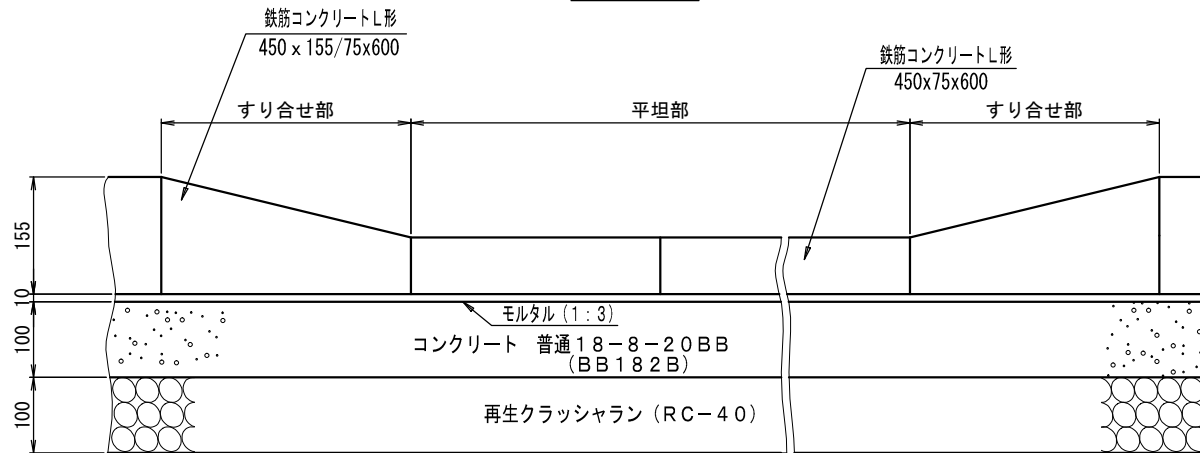 鉄筋コンクリートL形
450 x 155/75x600
鉄筋コンクリートL形
450x75x600
すり合せ部
平坦部
すり合せ部
155
10
100
100
モルタル（1：3）
コンクリート　普通18－8－20BB
（BB182B）
再生クラッシャラン（RC－40）